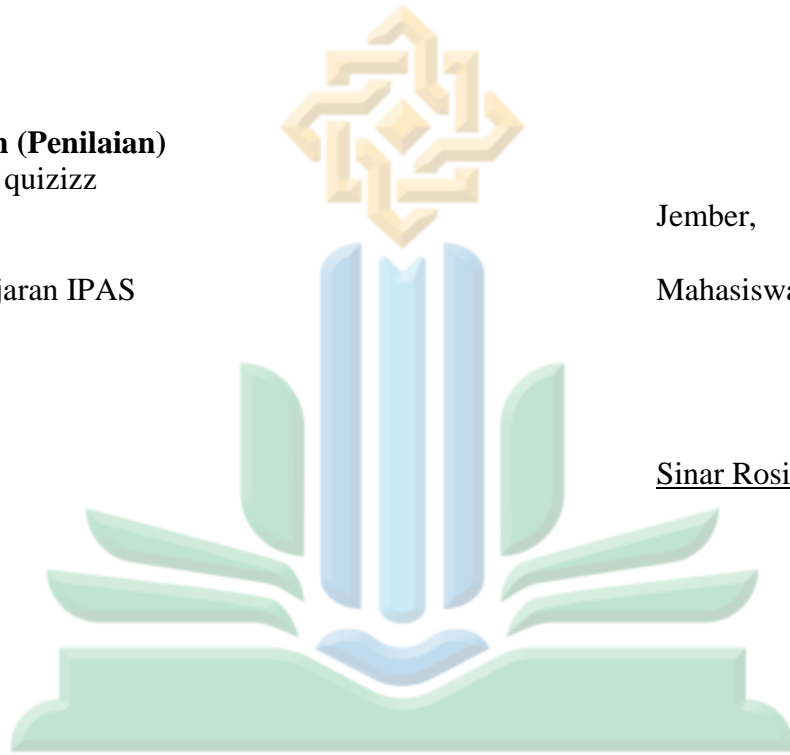 n (Penilaian)
quizizz
Jember,
jaran IPAS
Mahasiswa
Sinar Rosi